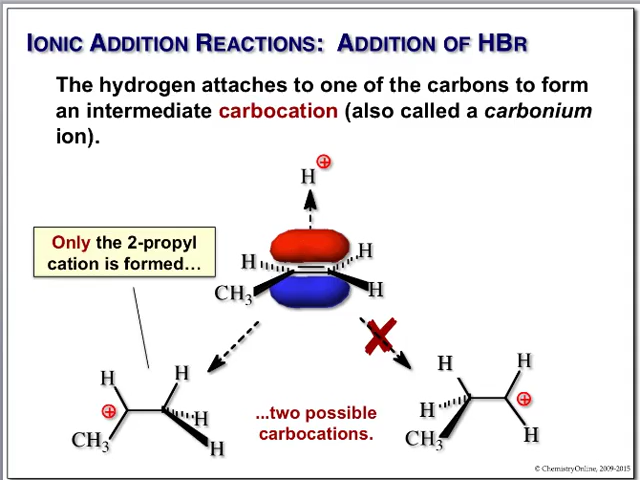 IONIC ADDITION REACTIONS: ADDITION OF HBR
The hydrogen attaches to one of the carbons to form
an intermediate carbocation (also called a carbonium
ion).
⊕
H
Only the 2-propyl
cation is formed…
H
H
CH3
H
H
H
⊕
H
CH3
H
...two possible
carbocations.
H
H
H
⊕
CH3
H
© ChemistryOnline, 2009-2015